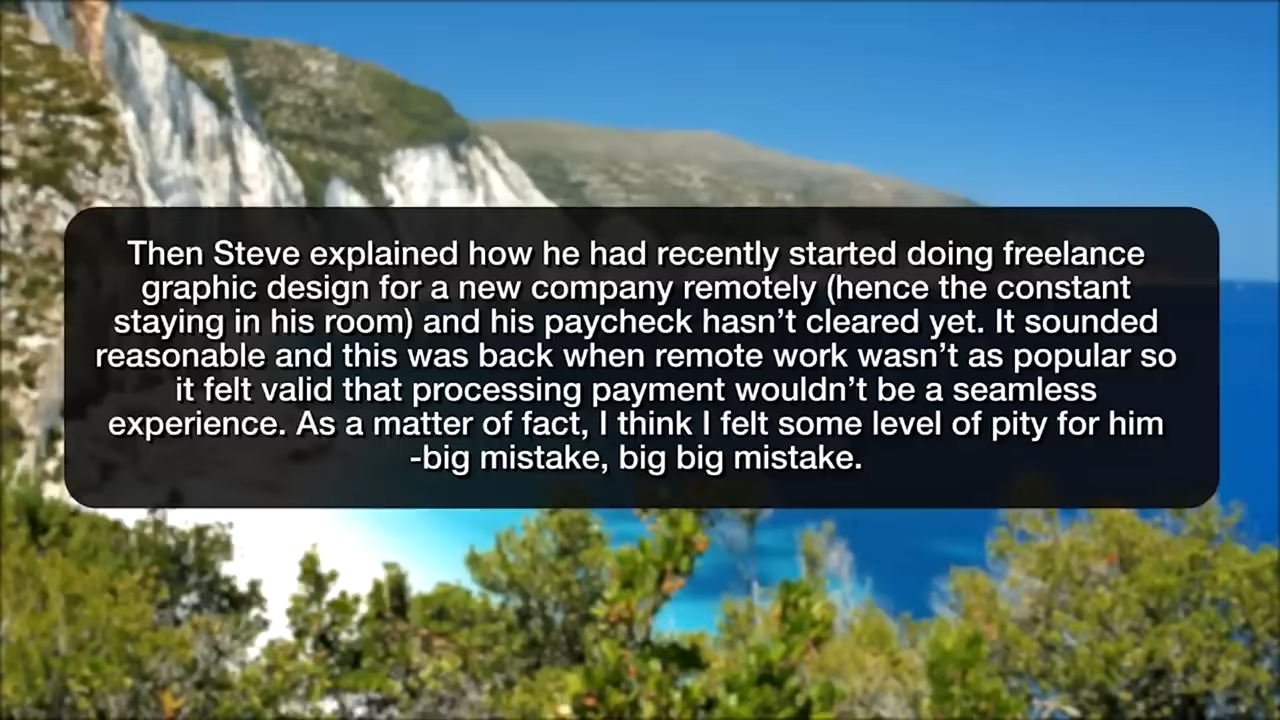 Then Steve explained how he had recently started doing freelance
graphic design for a new company remotely (hence the constant
staying in his room) and his paycheck hasn’t cleared yet. It sounded
reasonable and this was back when remote work wasn’t as popular so
it felt valid that processing payment wouldn’t be a seamless
experience. As a matter of fact, I think I felt some level of pity for him
-big mistake, big big mistake.